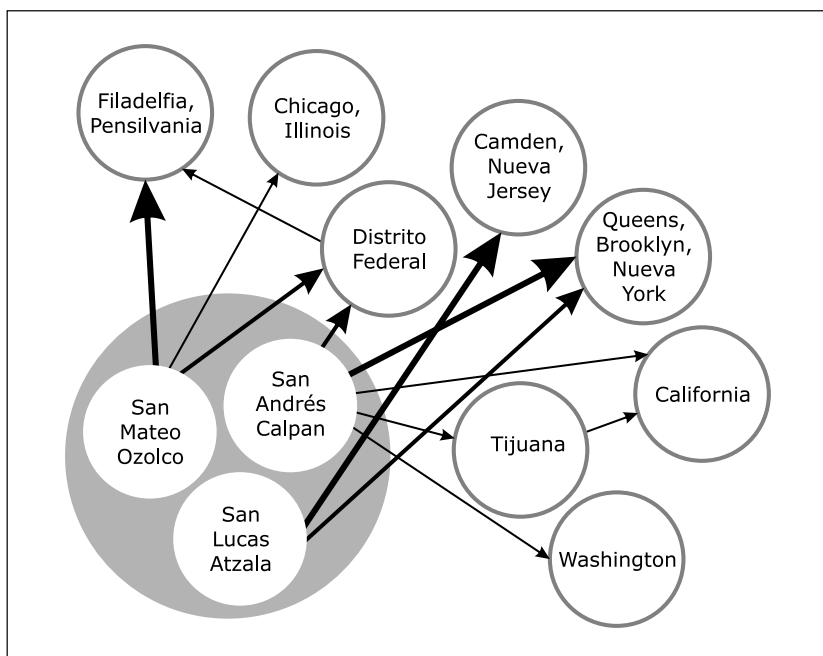 Filadelfia,
Pensilvania
Chicago,
Illinois
Camden,
Nueva
Jersey
Queens,
Brooklyn,
Nueva
York
Distrito
Federal
San
Mateo
Ozolco
San
Andrés
Calpan
San
Lucas
Atzala
Tijuana
California
Washington